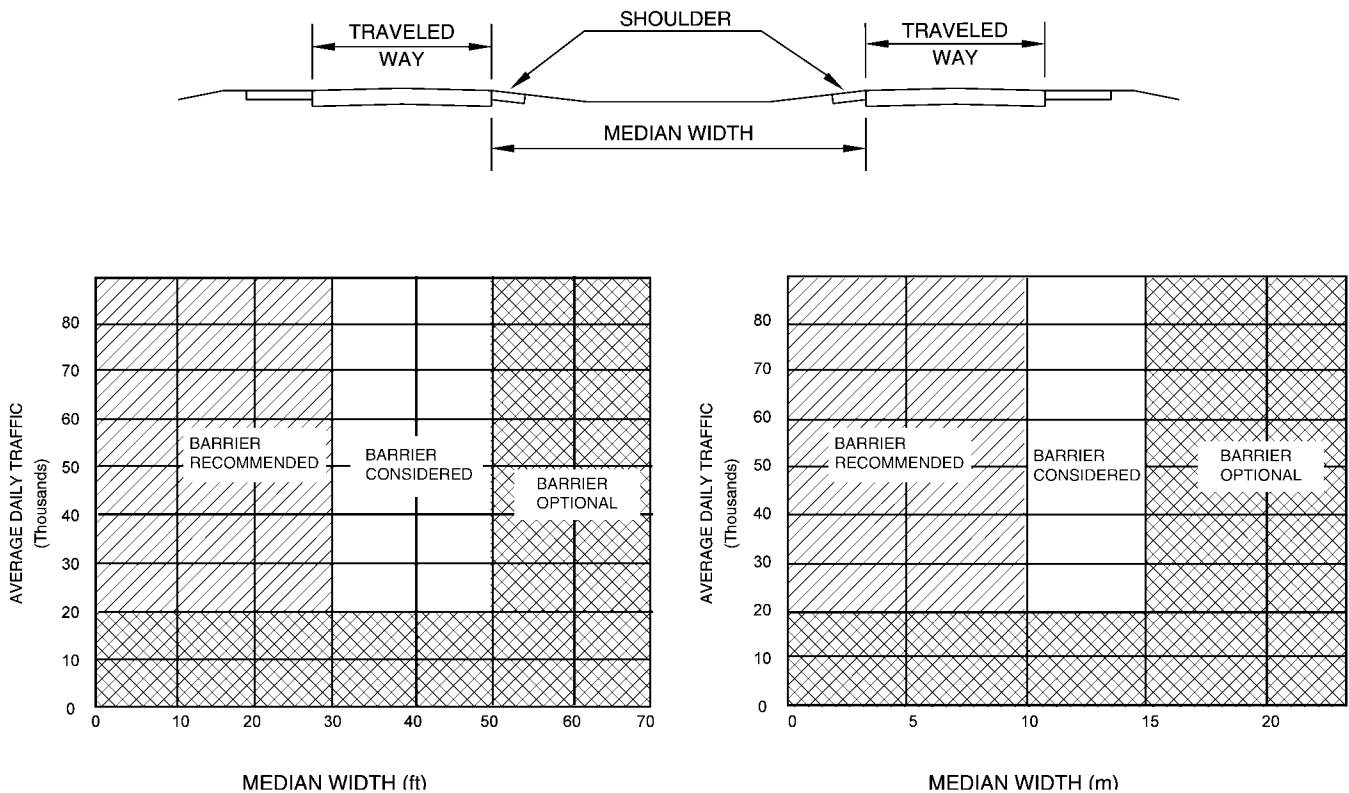 SHOULDER
TRAVELED
WAY
TRAVELED
WAY
MEDIAN WIDTH
AVERAGE DAILY TRAFFIC
(Thousands)
80
70
60
50
40
30
20
10
0
BARRIER
RECOMMENDED
BARRIER
CONSIDERED
BARRIER
OPTIONAL
0 10 20 30 40 50 60 70
MEDIAN WIDTH (ft)
AVERAGE DAILY TRAFFIC
(Thousands)
80
70
60
50
40
30
20
10
0
BARRIER
RECOMMENDED
BARRIER
CONSIDERED
BARRIER
OPTIONAL
0 5 10 15 20
MEDIAN WIDTH (m)